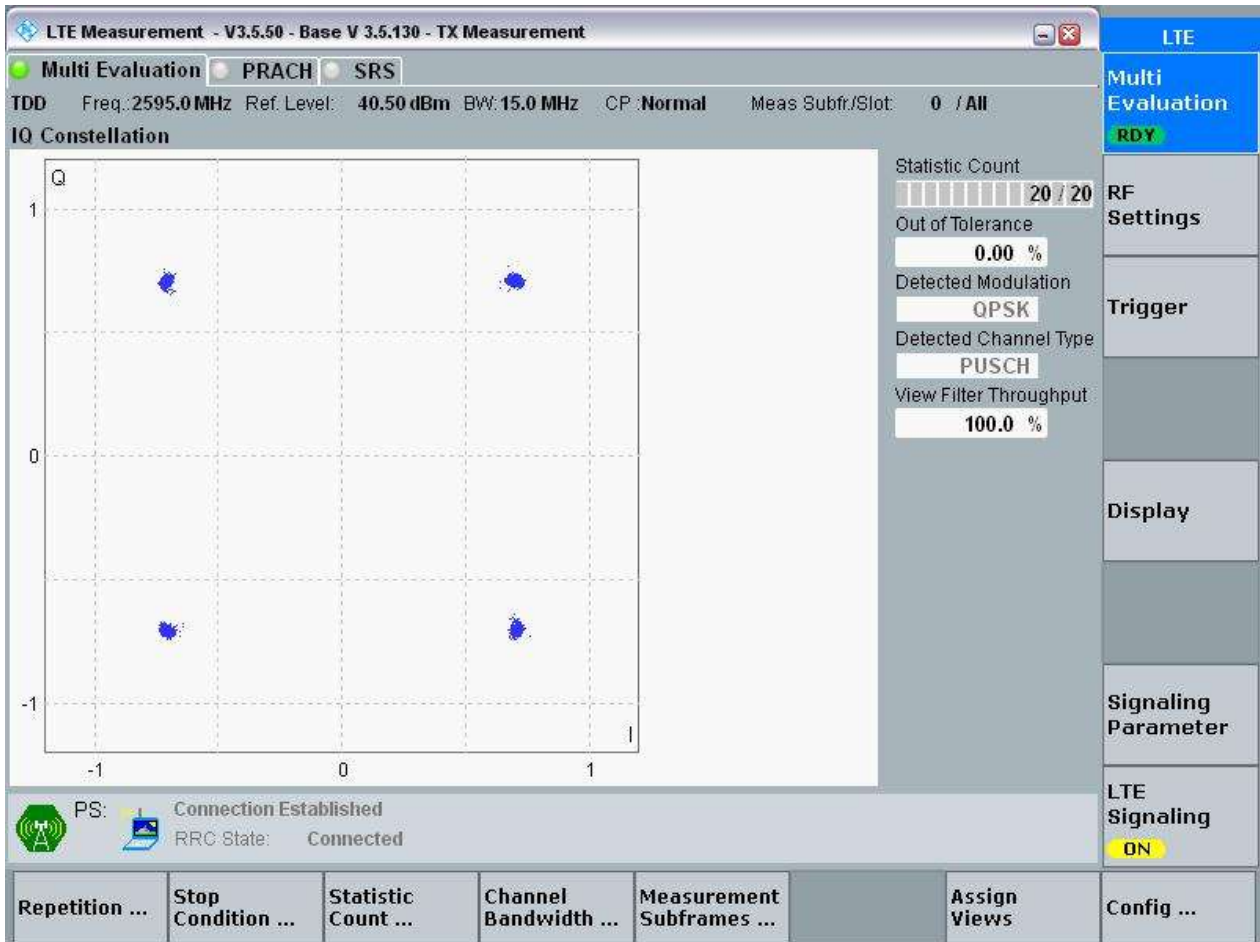 LTE Measurement - V3.5.50 - Base V 3.5.130 - TX Measurement
LTE
Multi Evaluation PRACH SRS
TDD Freq.:2595.0 MHz Ref. Level: 40.50 dBm BW:15.0 MHz CP :Normal Meas Subfr./Slot: 0 / All
IQ Constellation
Q
1
0
-1
I
-1 0 1
Statistic Count
20 / 20
Out of Tolerance
0.00 %
Detected Modulation
QPSK
Detected Channel Type
PUSCH
View Filter Throughput
100.0 %
Multi
Evaluation
RDY
RF
Settings
Trigger
Display
Signaling
Parameter
LTE
Signaling
ON
PS: Connection Established
RRC State: Connected
Repetition ...
Stop
Condition ...
Statistic
Count ...
Channel
Bandwidth ...
Measurement
Subframes ...
Assign
Views
Config ...